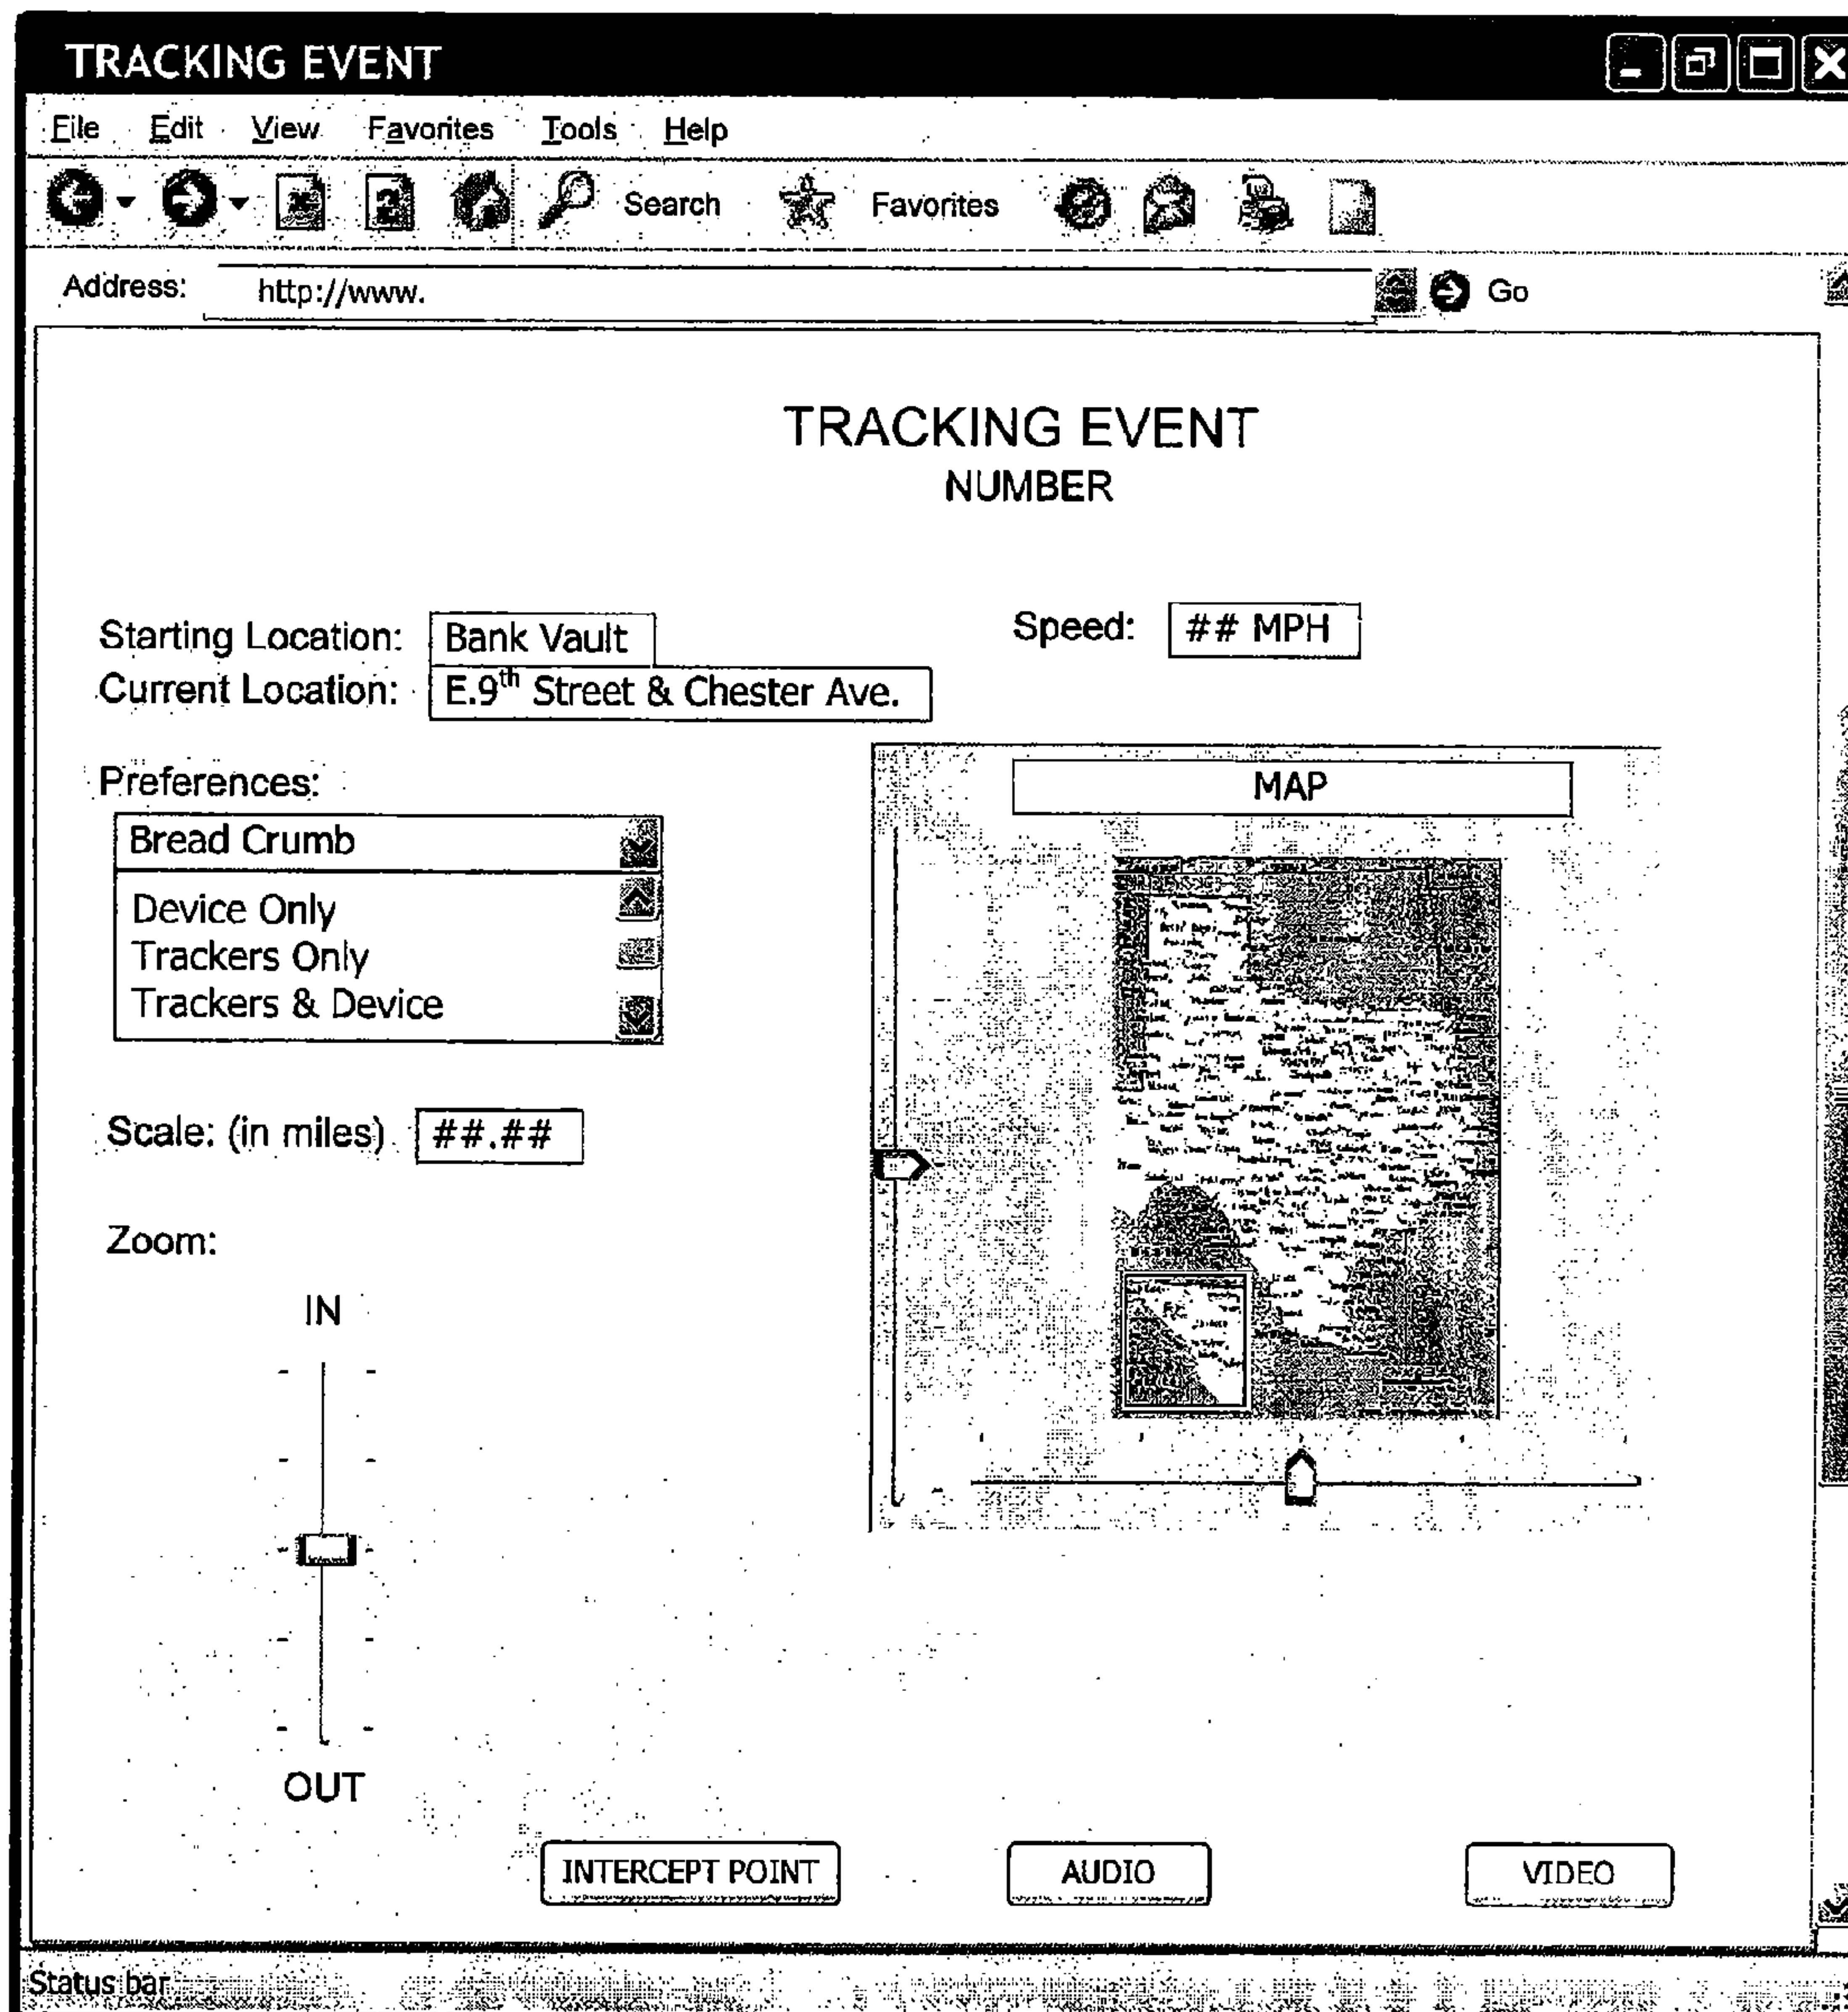 TRACKING EVENT
File Edit View Favorites Tools Help
Search Favorites
Address: http://www. Go
TRACKING EVENT
NUMBER
Starting Location: Bank Vault Speed: ## MPH
Current Location: E.9th Street & Chester Ave.
Preferences: MAP
Bread Crumb
Device Only
Trackers Only
Trackers & Device
Scale: (in miles) ##.##
Zoom:
IN
OUT
INTERCEPT POINT AUDIO VIDEO
Status bar